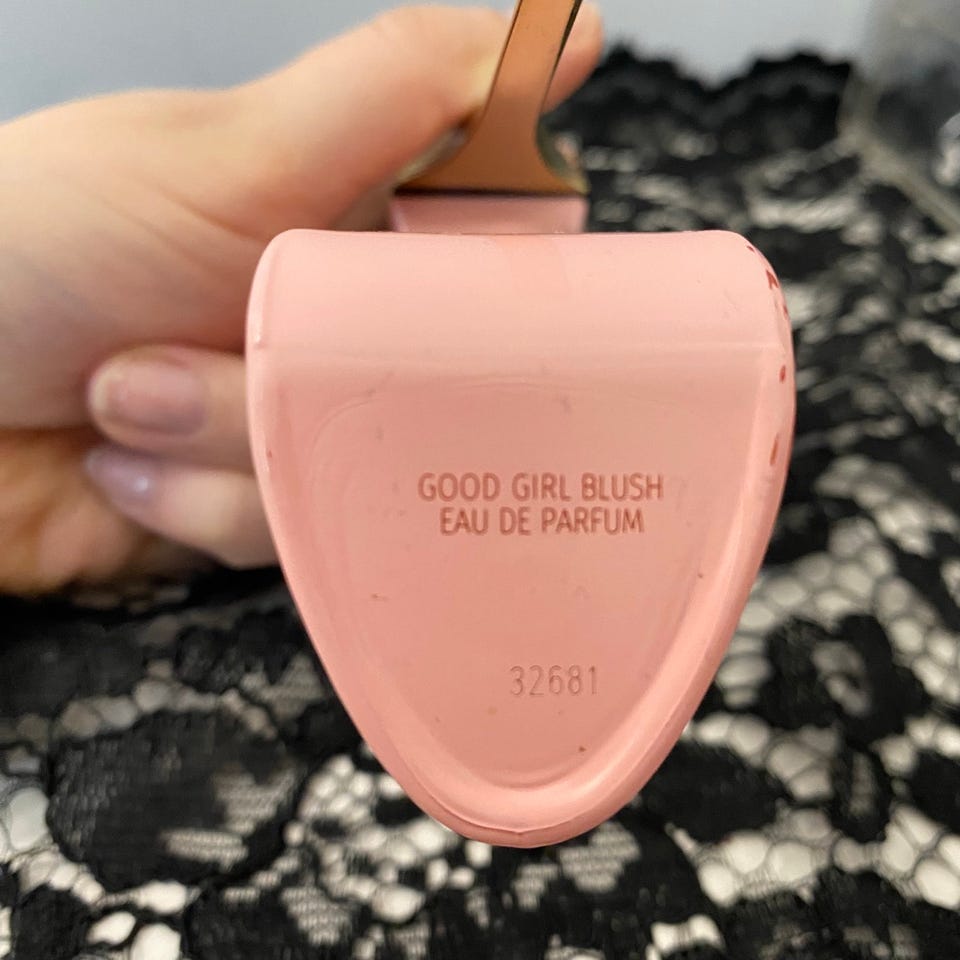 GOOD GIRL BLUSH
EAU DE PARFUM
32681